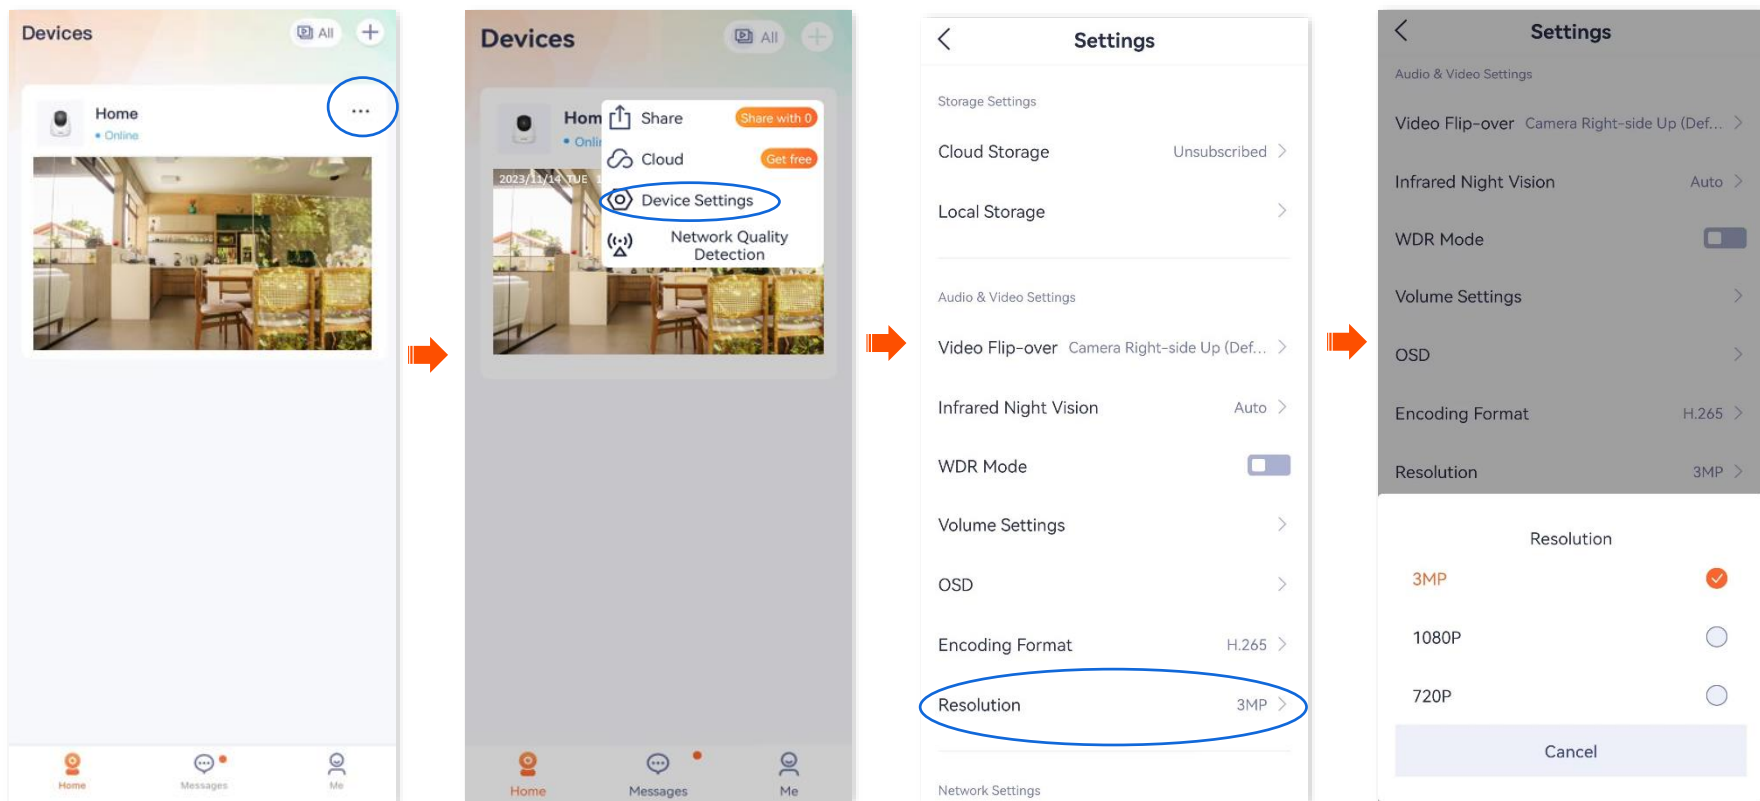 Devices
All
Home
Online
Home
Messages
Me
Devices
All
Hom
Onlin
Share
Share with 0
Cloud
Get free
2023/11/14 TUE 1
Device Settings
Network Quality
Detection
Home
Messages
Me
Settings
Storage Settings
Cloud Storage Unsubscribed
Local Storage
Audio & Video Settings
Video Flip-over Camera Right-side Up (Def...
Infrared Night Vision Auto
WDR Mode
Volume Settings
OSD
Encoding Format H.265
Resolution 3MP
Network Settings
Settings
Audio & Video Settings
Video Flip-over Camera Right-side Up (Def...
Infrared Night Vision Auto
WDR Mode
Volume Settings
OSD
Encoding Format H.265
Resolution 3MP
Resolution
3MP
1080P
720P
Cancel